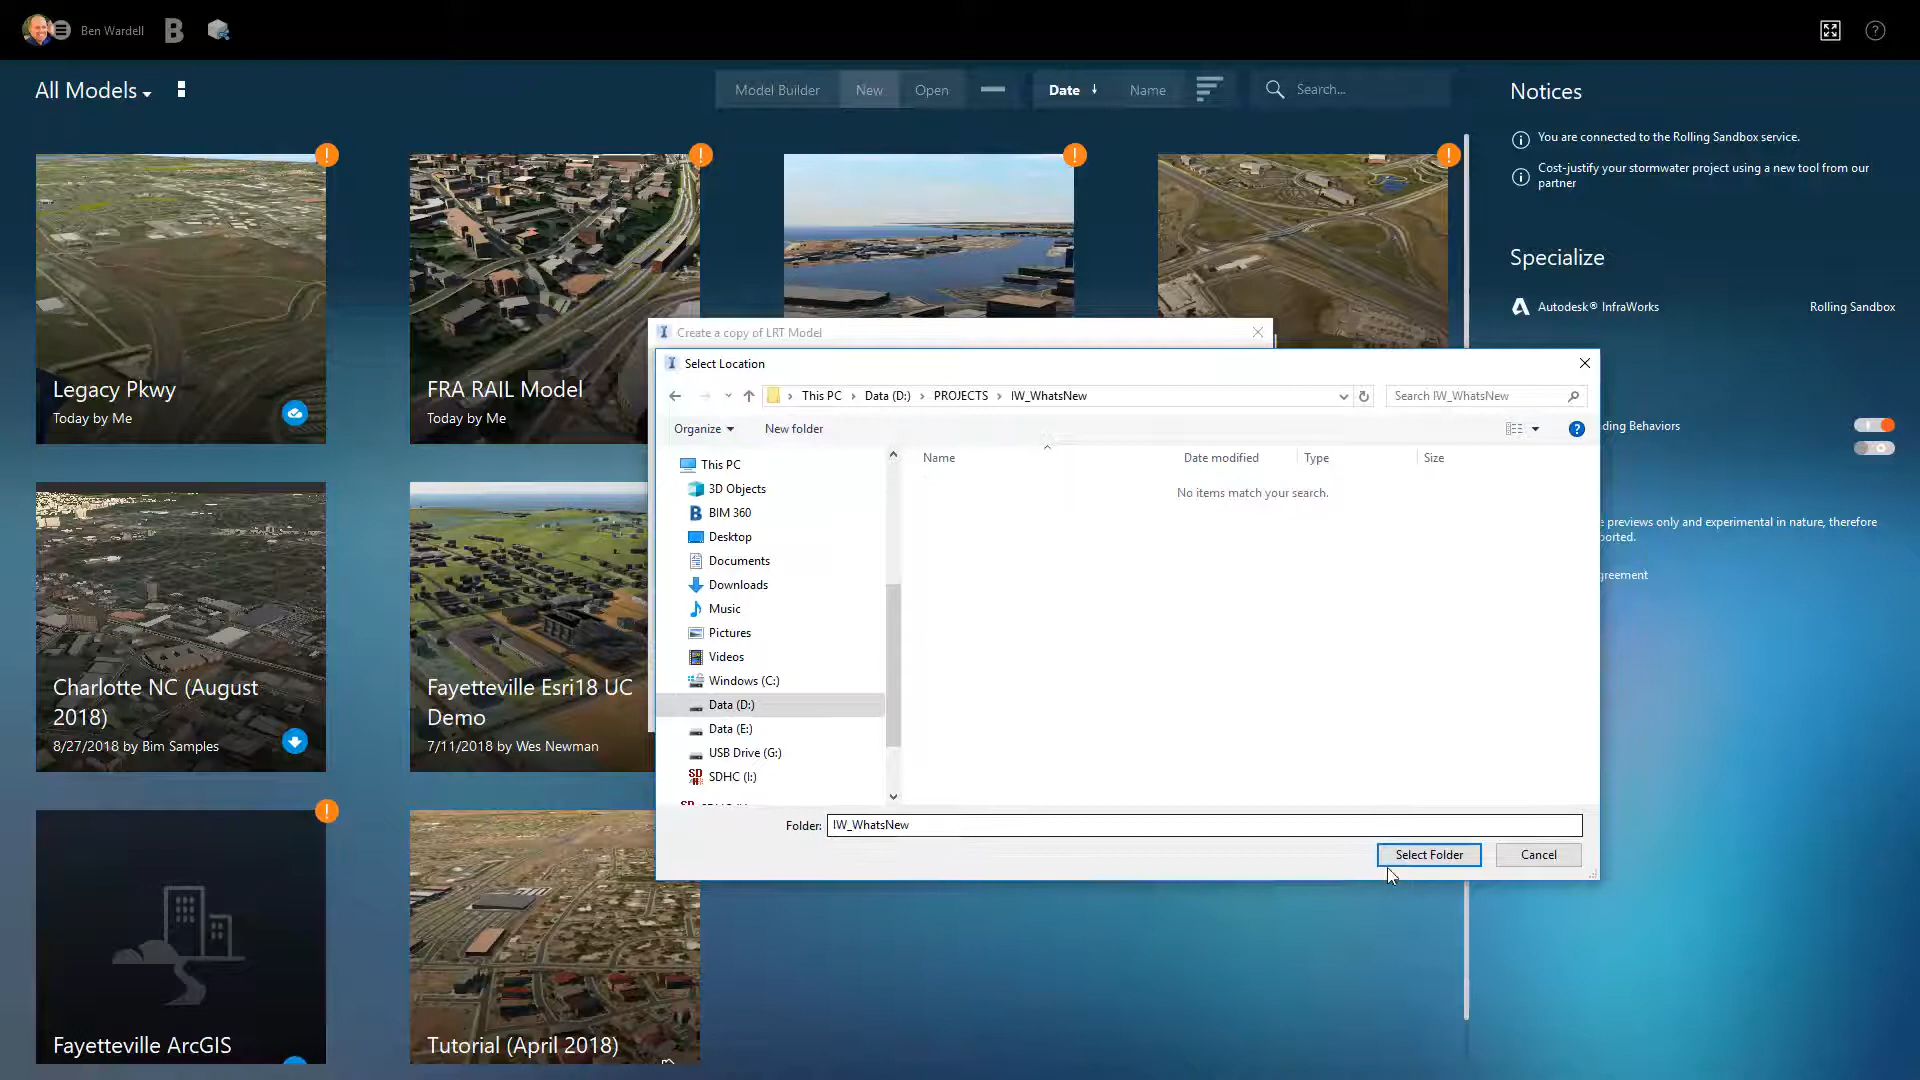 Ben Wardell
B
?
All Models
Model Builder
New
Open
Date
Name
Search...
Notices
You are connected to the Rolling Sandbox service.
Cost-justify your stormwater project using a new tool from our
partner
Specialize
Autodesk® InfraWorks
Rolling Sandbox
ding Behaviors
e previews only and experimental in nature, therefore
ported.
greement
!
!
!
!
Legacy Pkwy
Today by Me
FRA RAIL Model
Today by Me
Charlotte NC (August
2018)
8/27/2018 by Bim Samples
Fayetteville Esri18 UC
Demo
7/11/2018 by Wes Newman
!
Fayetteville ArcGIS
Tutorial (April 2018)
Create a copy of LRT Model
Select Location
This PC
Data (D:)
PROJECTS
IW_WhatsNew
Search IW_WhatsNew
Organize
New folder
?
This PC
3D Objects
BIM 360
Desktop
Documents
Downloads
Music
Pictures
Videos
Windows (C:)
Data (D:)
Data (E:)
USB Drive (G:)
SDHC (I:)
Name
Date modified
Type
Size
No items match your search.
Folder:
IW_WhatsNew
Select Folder
Cancel